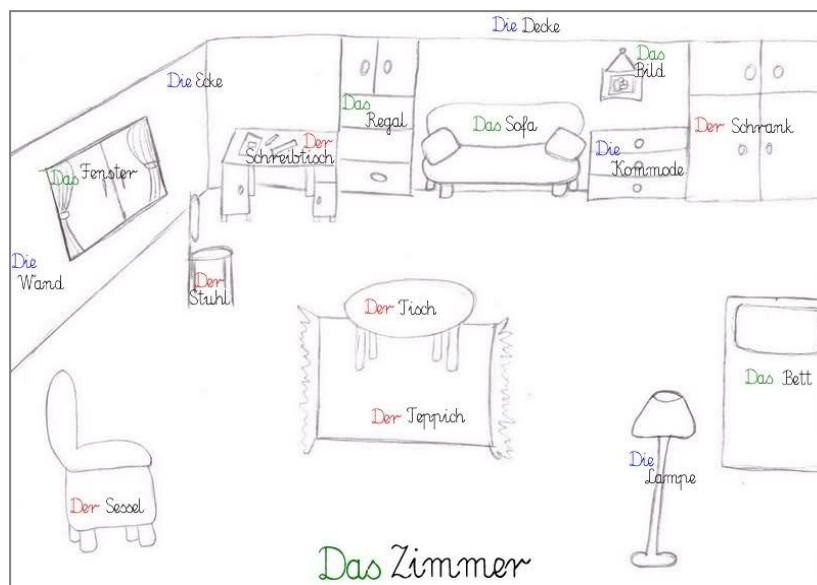 Die Decke
Das
Bild
Die Ecke
Das
Regal
Das Sofa
Der Schrank
Der
Schreibtisch
Die
Kommode
Das Fenster
Die
Wand
Der
Stuhl
Der Tisch
Das Bett
Der Teppich
Die
Lampe
Der Sessel
Das Zimmer